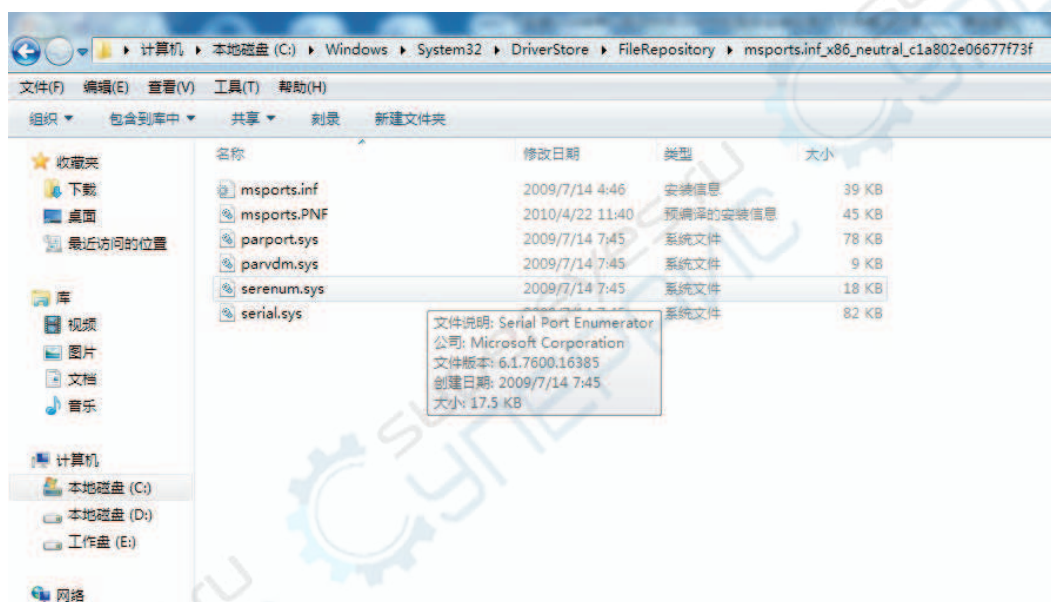 计算机 ▸ 本地磁盘 (C:) ▸ Windows ▸ System32 ▸ DriverStore ▸ FileRepository ▸ msports.inf_x86_neutral_c1a802e06677f73f
文件(F) 编辑(E) 查看(V) 工具(T) 帮助(H)
组织 包含到库中 共享 刻录 新建文件夹
名称 修改日期 类型 大小
收藏夹
下载
桌面
最近访问的位置
库
视频
图片
文档
音乐
计算机
本地磁盘 (C:)
本地磁盘 (D:)
工作盘 (E:)
网络
msports.inf 2009/7/14 4:46 安装信息 39 KB
msports.PNF 2010/4/22 11:40 预编译的安装信息 45 KB
parport.sys 2009/7/14 7:45 系统文件 78 KB
parvdm.sys 2009/7/14 7:45 系统文件 9 KB
serenum.sys 2009/7/14 7:45 系统文件 18 KB
serial.sys 系统文件 82 KB
文件说明: Serial Port Enumerator
公司: Microsoft Corporation
文件版本: 6.1.7600.16385
创建日期: 2009/7/14 7:45
大小: 17.5 KB